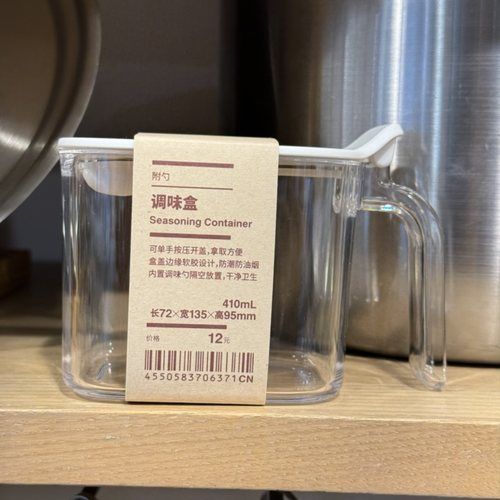 附勺
调味盒
Seasoning Container
可单手按压开盖，拿取方便
盒盖边缘软胶设计，防潮防油烟
内置调味勺隔空放置，干净卫生
410mL
长72×宽135×高95mm
价格 12元
4550583706371CN